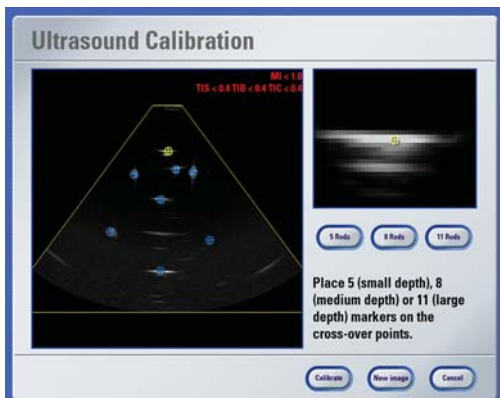 Ultrasound Calibration
MI < 1.0
TIS < 0.4 TIB < 0.4 TIC < 0.4
5 Rods
8 Rods
11 Rods
Place 5 (small depth), 8
(medium depth) or 11 (large
depth) markers on the
cross-over points.
Calibrate
New image
Cancel